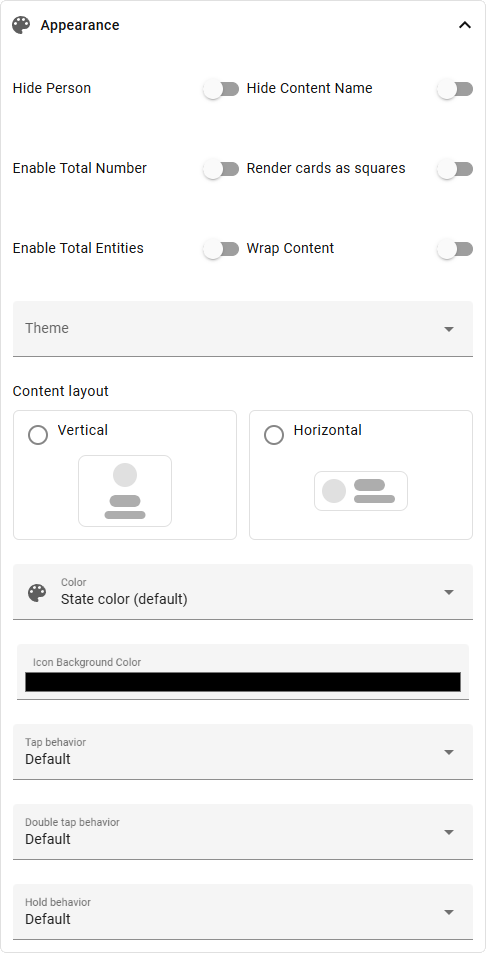 Appearance
Hide Person
Hide Content Name
Enable Total Number
Render cards as squares
Enable Total Entities
Wrap Content
Theme
Content layout
Vertical
Horizontal
Color
State color (default)
Icon Background Color
Tap behavior
Default
Double tap behavior
Default
Hold behavior
Default